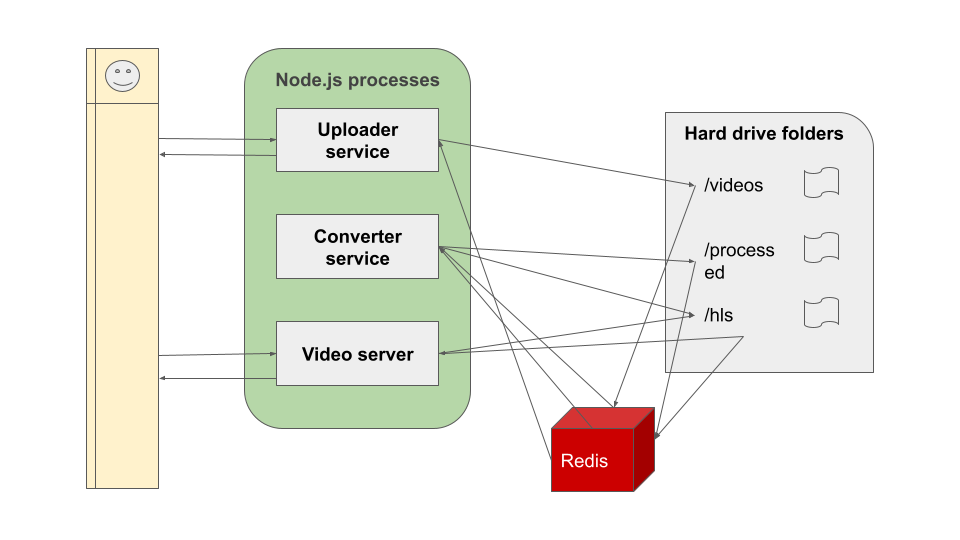 Node.js processes
Uploader
service
Converter
service
Video server
Hard drive folders
/videos
/process
ed
/hls
Redis